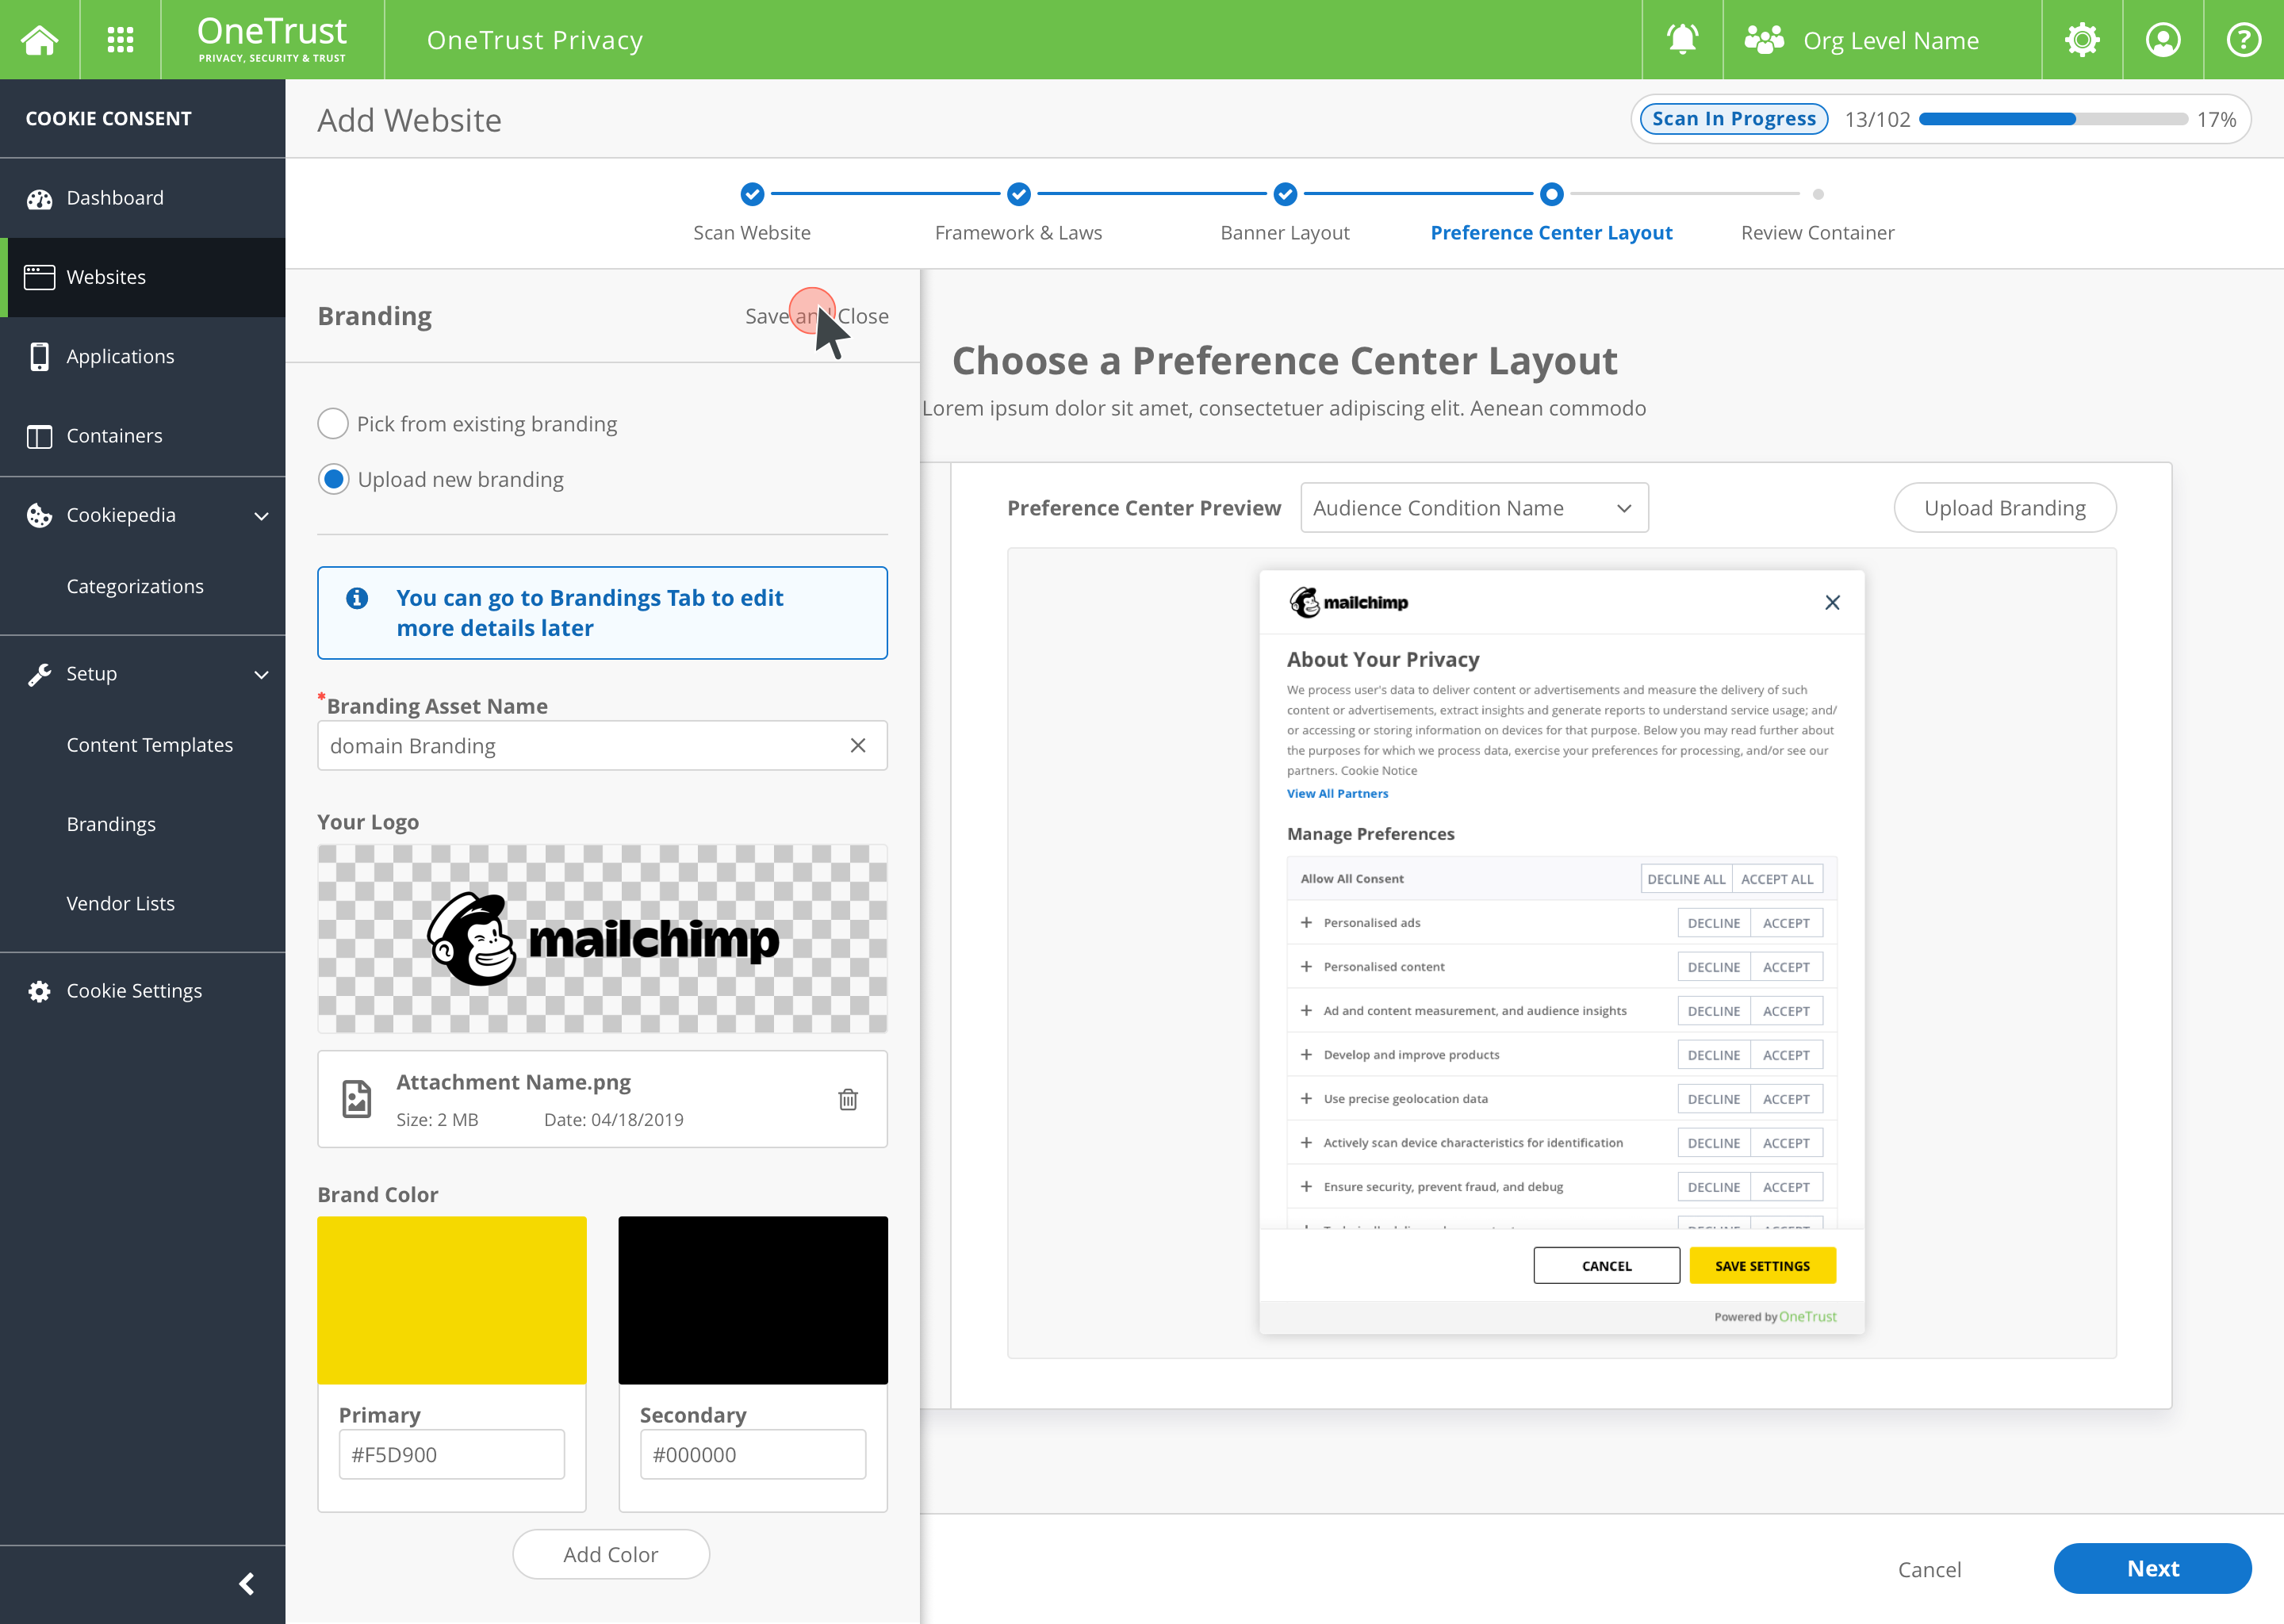 OneTrust
PRIVACY, SECURITY & TRUST
OneTrust Privacy
Org Level Name
COOKIE CONSENT
Dashboard
Websites
Applications
Containers
Cookiepedia
Categorizations
Setup
Content Templates
Brandings
Vendor Lists
Cookie Settings
Add Website
Scan In Progress 13/102 17%
Scan Website
Framework & Laws
Banner Layout
Preference Center Layout
Review Container
Branding
Save and Close
Pick from existing branding
Upload new branding
You can go to Brandings Tab to edit
more details later
*Branding Asset Name
domain Branding
Your Logo
mailchimp
Attachment Name.png
Size: 2 MB Date: 04/18/2019
Brand Color
Primary
#F5D900
Secondary
#000000
Add Color
Choose a Preference Center Layout
Lorem ipsum dolor sit amet, consectetuer adipiscing elit. Aenean commodo
Preference Center Preview
Audience Condition Name
Upload Branding
mailchimp
About Your Privacy
We process user's data to deliver content or advertisements and measure the delivery of such
content or advertisements, extract insights and generate reports to understand service usage; and/
or accessing or storing information on devices for that purpose. Below you may read further about
the purposes for which we process data, exercise your preferences for processing, and/or see our
partners. Cookie Notice
View All Partners
Manage Preferences
Allow All Consent DECLINE ALL ACCEPT ALL
Personalised ads DECLINE ACCEPT
Personalised content DECLINE ACCEPT
Ad and content measurement, and audience insights DECLINE ACCEPT
Develop and improve products DECLINE ACCEPT
Use precise geolocation data DECLINE ACCEPT
Actively scan device characteristics for identification DECLINE ACCEPT
Ensure security, prevent fraud, and debug DECLINE ACCEPT
CANCEL
SAVE SETTINGS
Powered by OneTrust
Cancel
Next